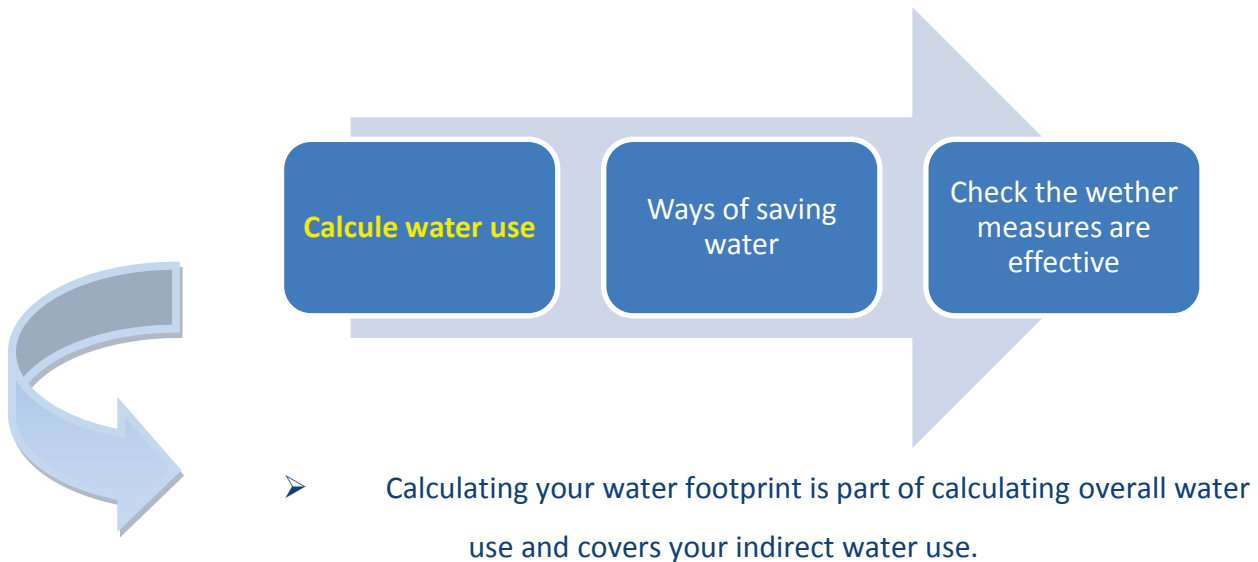 Calcule water use
Ways of saving
water
Check the wether
measures are
effective
➢ Calculating your water footprint is part of calculating overall water
use and covers your indirect water use.